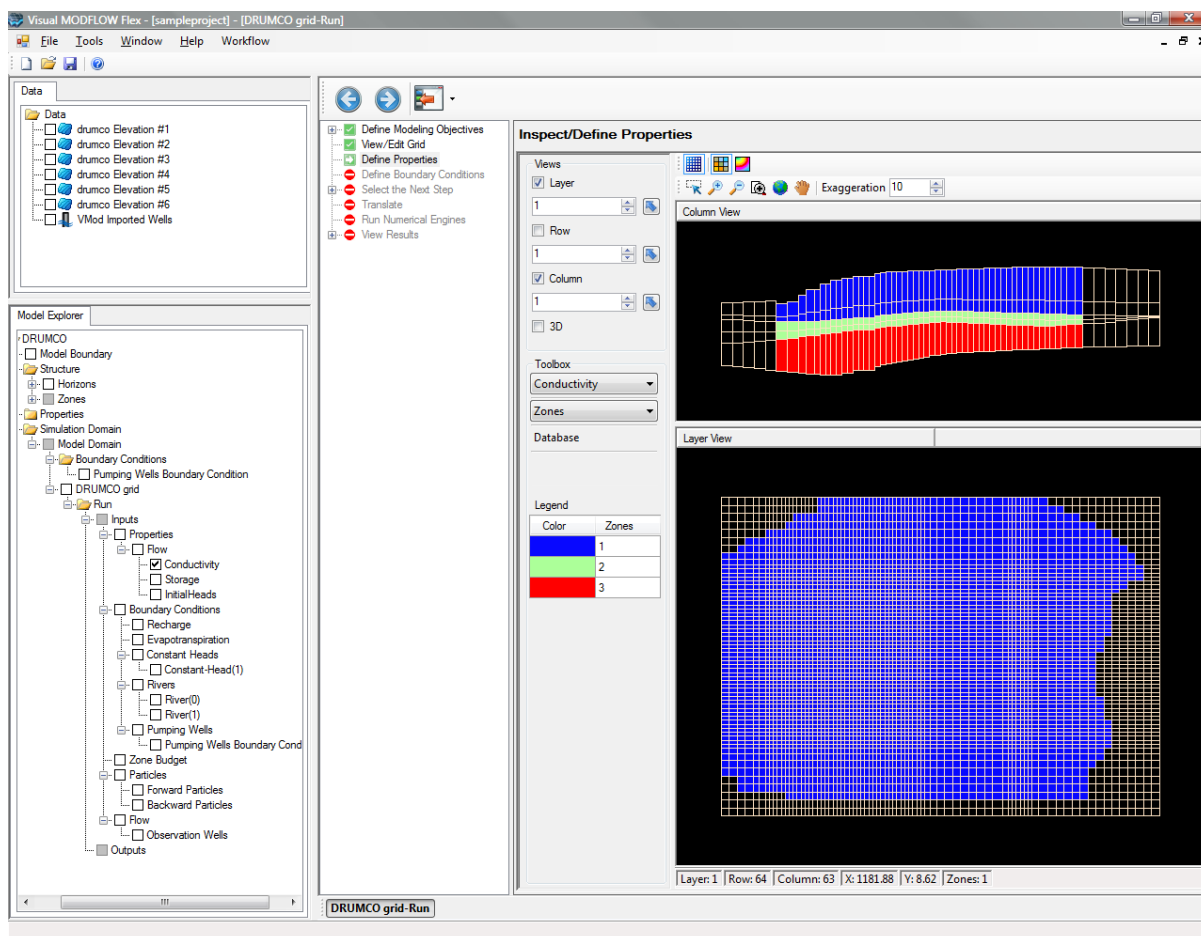 Visual MODFLOW Flex - [sampleproject] - [DRUMCO grid-Run]
File Tools Window Help Workflow
Data
Data
drumco Elevation #1
drumco Elevation #2
drumco Elevation #3
drumco Elevation #4
drumco Elevation #5
drumco Elevation #6
VMod Imported Wells
Model Explorer
DRUMCO
Model Boundary
Structure
Horizons
Zones
Properties
Simulation Domain
Model Domain
Boundary Conditions
Pumping Wells Boundary Condition
DRUMCO grid
Run
Inputs
Properties
Flow
Conductivity
Storage
InitialHeads
Boundary Conditions
Recharge
Evapotranspiration
Constant Heads
Constant-Head(1)
Rivers
River(0)
River(1)
Pumping Wells
Pumping Wells Boundary Cond
Zone Budget
Particles
Forward Particles
Backward Particles
Flow
Observation Wells
Outputs
Define Modeling Objectives
View/Edit Grid
Define Properties
Define Boundary Conditions
Select the Next Step
Translate
Run Numerical Engines
View Results
Inspect/Define Properties
Views
Layer
1
Row
1
Column
1
3D
Toolbox
Conductivity
Zones
Database
Legend
Color Zones
1
2
3
Exaggeration 10
Column View
Layer View
Layer: 1 Row: 64 Column: 63 X: 1181.88 Y: 8.62 Zones: 1
DRUMCO grid-Run